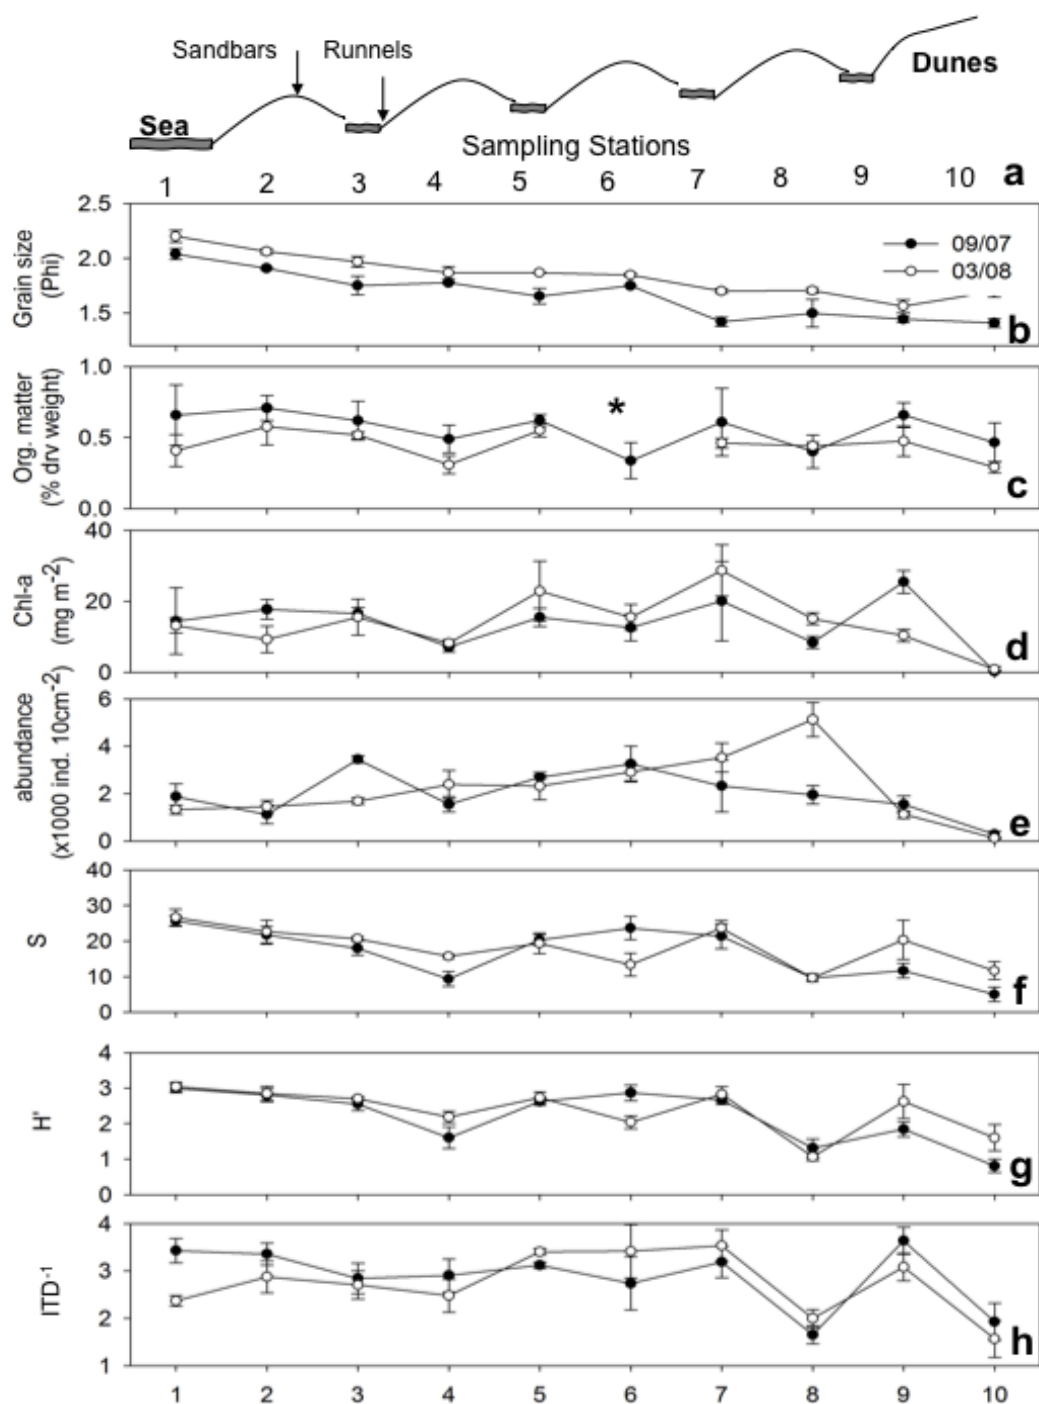 Sandbars Runnels
Dunes
Sea
Sampling Stations
1 2 3 4 5 6 7 8 9 10 a
Grain size
(Phi)
2.5
2.0
1.5
09/07
03/08
b
Org. matter
(% drv weight)
1.0
0.5
0.0
*
c
Chl-a
(mg m-2)
40
20
0
d
abundance
(x1000 ind. 10cm-2)
6
4
2
0
e
S
40
30
20
10
0
f
H'
4
3
2
1
0
g
ITD-1
4
3
2
1
h
1 2 3 4 5 6 7 8 9 10